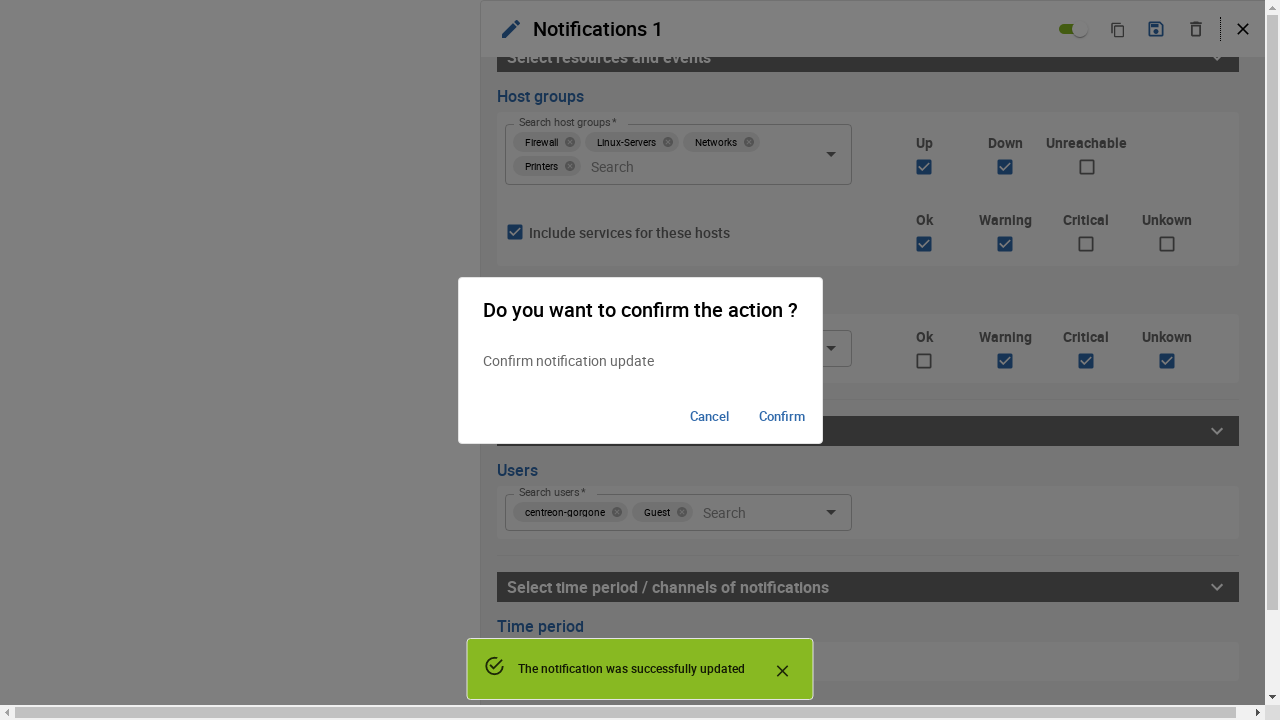 Notifications 1
Select resources and events
Host groups
Search host groups *
Firewall Linux-Servers Networks
Printers Search
Up Down Unreachable
Include services for these hosts
Ok Warning Critical Unkown
Do you want to confirm the action ?
Confirm notification update
Cancel Confirm
Ok Warning Critical Unkown
Users
Search users *
centreon-gorgone Guest Search
Select time period / channels of notifications
Time period
The notification was successfully updated